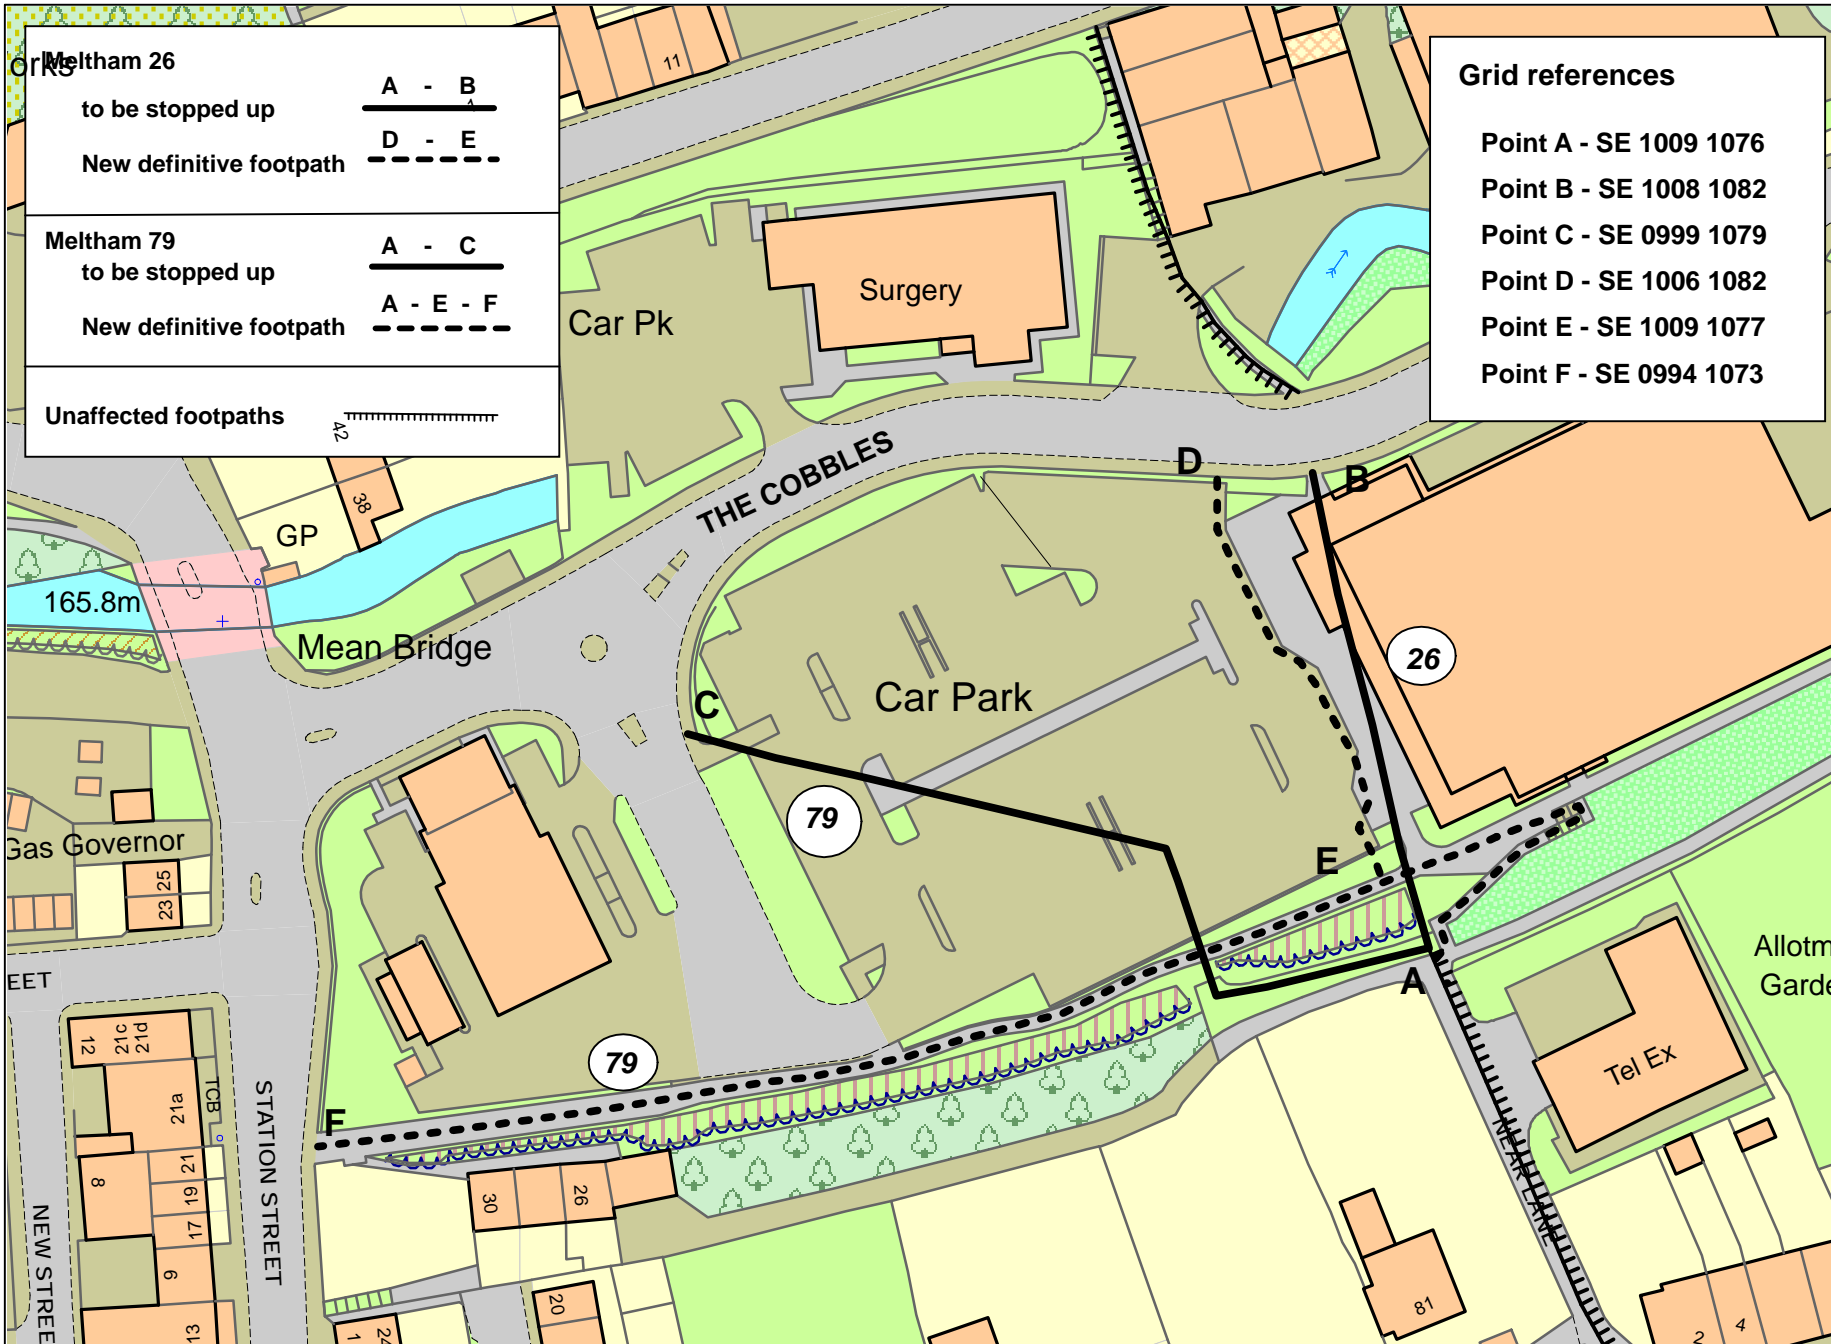 orks
Meltham 26
A - B
to be stopped up
D - E
New definitive footpath
Meltham 79
A - C
to be stopped up
A - E - F
New definitive footpath
Unaffected footpaths
42
Grid references
Point A - SE 1009 1076
Point B - SE 1008 1082
Point C - SE 0999 1079
Point D - SE 1006 1082
Point E - SE 1009 1077
Point F - SE 0994 1073
11
Surgery
Car Pk
THE COBBLES
D
B
38
GP
165.8m
Mean Bridge
26
C
Car Park
79
Gas Governor
25
23
E
A
Allotm
Garde
EET
12
21c
21d
21a
TCB
STATION STREET
79
F
Tel Ex
NEAR LANE
8
21
19
17
9
13
NEW STREE
30
26
20
1
24
81
2
4